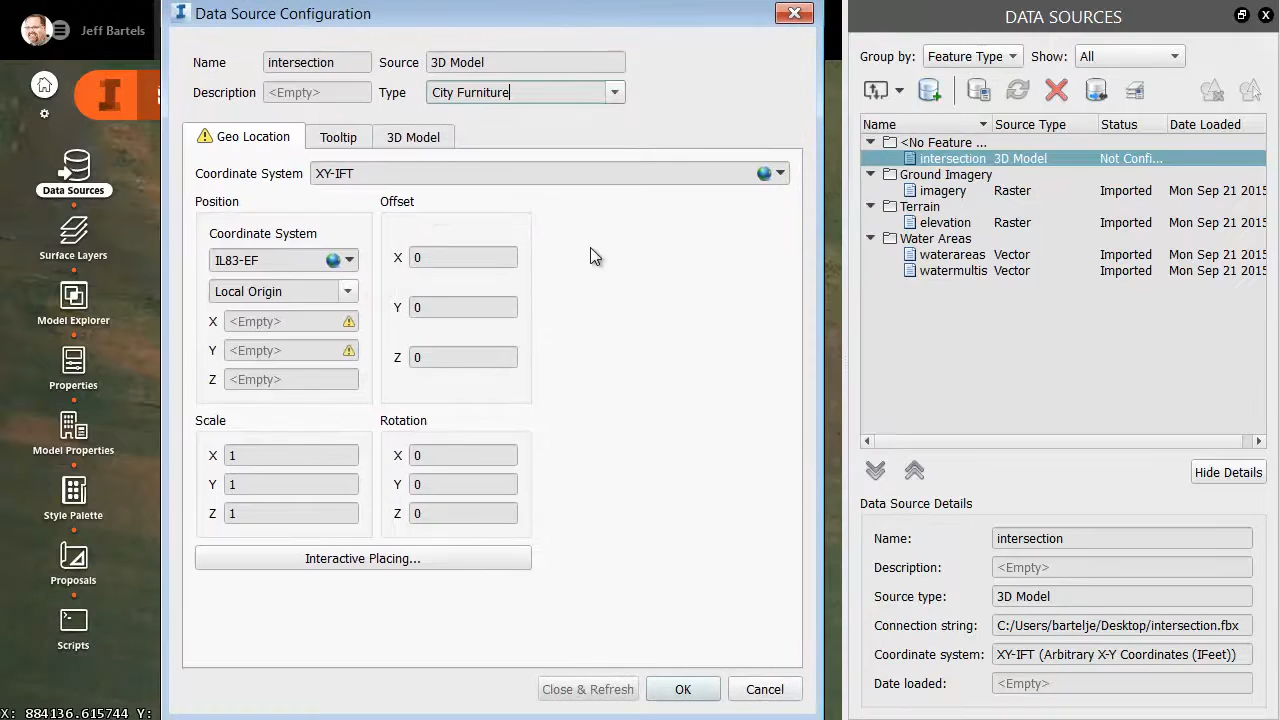 Jeff Bartels
Data Sources
Surface Layers
Model Explorer
Properties
Model Properties
Style Palette
Proposals
Scripts
X: 884136.615744 Y:
Data Source Configuration
Name intersection Source 3D Model
Description <Empty> Type City Furniture
Geo Location Tooltip 3D Model
Coordinate System XY-IFT
Position Offset
Coordinate System
IL83-EF
Local Origin
X <Empty>
Y <Empty>
Z <Empty>
X 0
Y 0
Z 0
Scale Rotation
X 1 X 0
Y 1 Y 0
Z 1 Z 0
Interactive Placing...
Close & Refresh OK Cancel
DATA SOURCES
Group by: Feature Type Show: All
Name Source Type Status Date Loaded
<No Feature ...
intersection 3D Model Not Confi...
Ground Imagery
imagery Raster Imported Mon Sep 21 2015
Terrain
elevation Raster Imported Mon Sep 21 2015
Water Areas
waterareas Vector Imported Mon Sep 21 2015
watermultis Vector Imported Mon Sep 21 2015
Hide Details
Data Source Details
Name: intersection
Description: <Empty>
Source type: 3D Model
Connection string: C:/Users/bartelje/Desktop/intersection.fbx
Coordinate system: XY-IFT (Arbitrary X-Y Coordinates (IFeet))
Date loaded: <Empty>